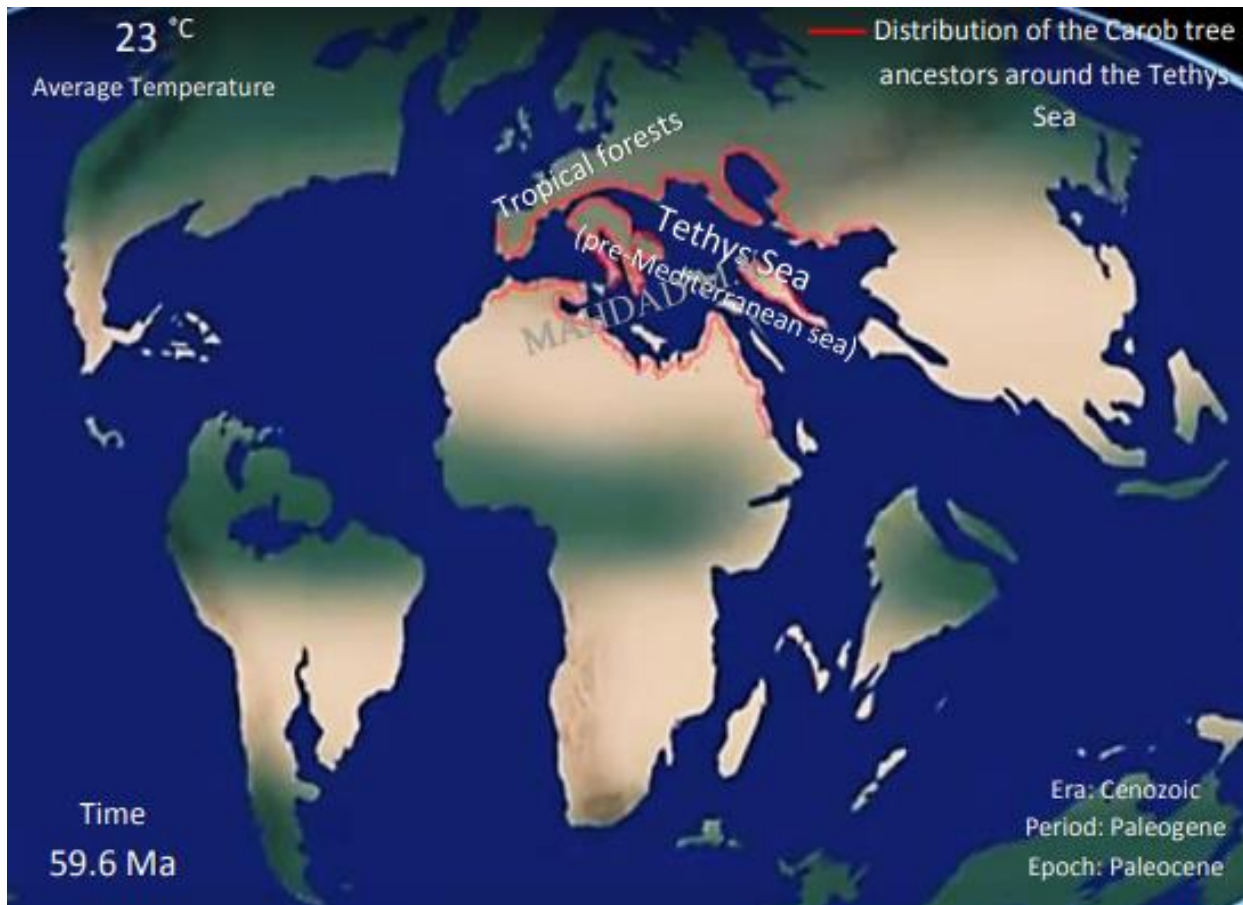 23 °C
Average Temperature
Distribution of the Carob tree
ancestors around the Tethys
Sea
Tropical forests
Tethys Sea
(pre-Mediterranean sea)
MAHDAD M.
Time
59.6 Ma
Era: Cenozoic
Period: Paleogene
Epoch: Paleocene